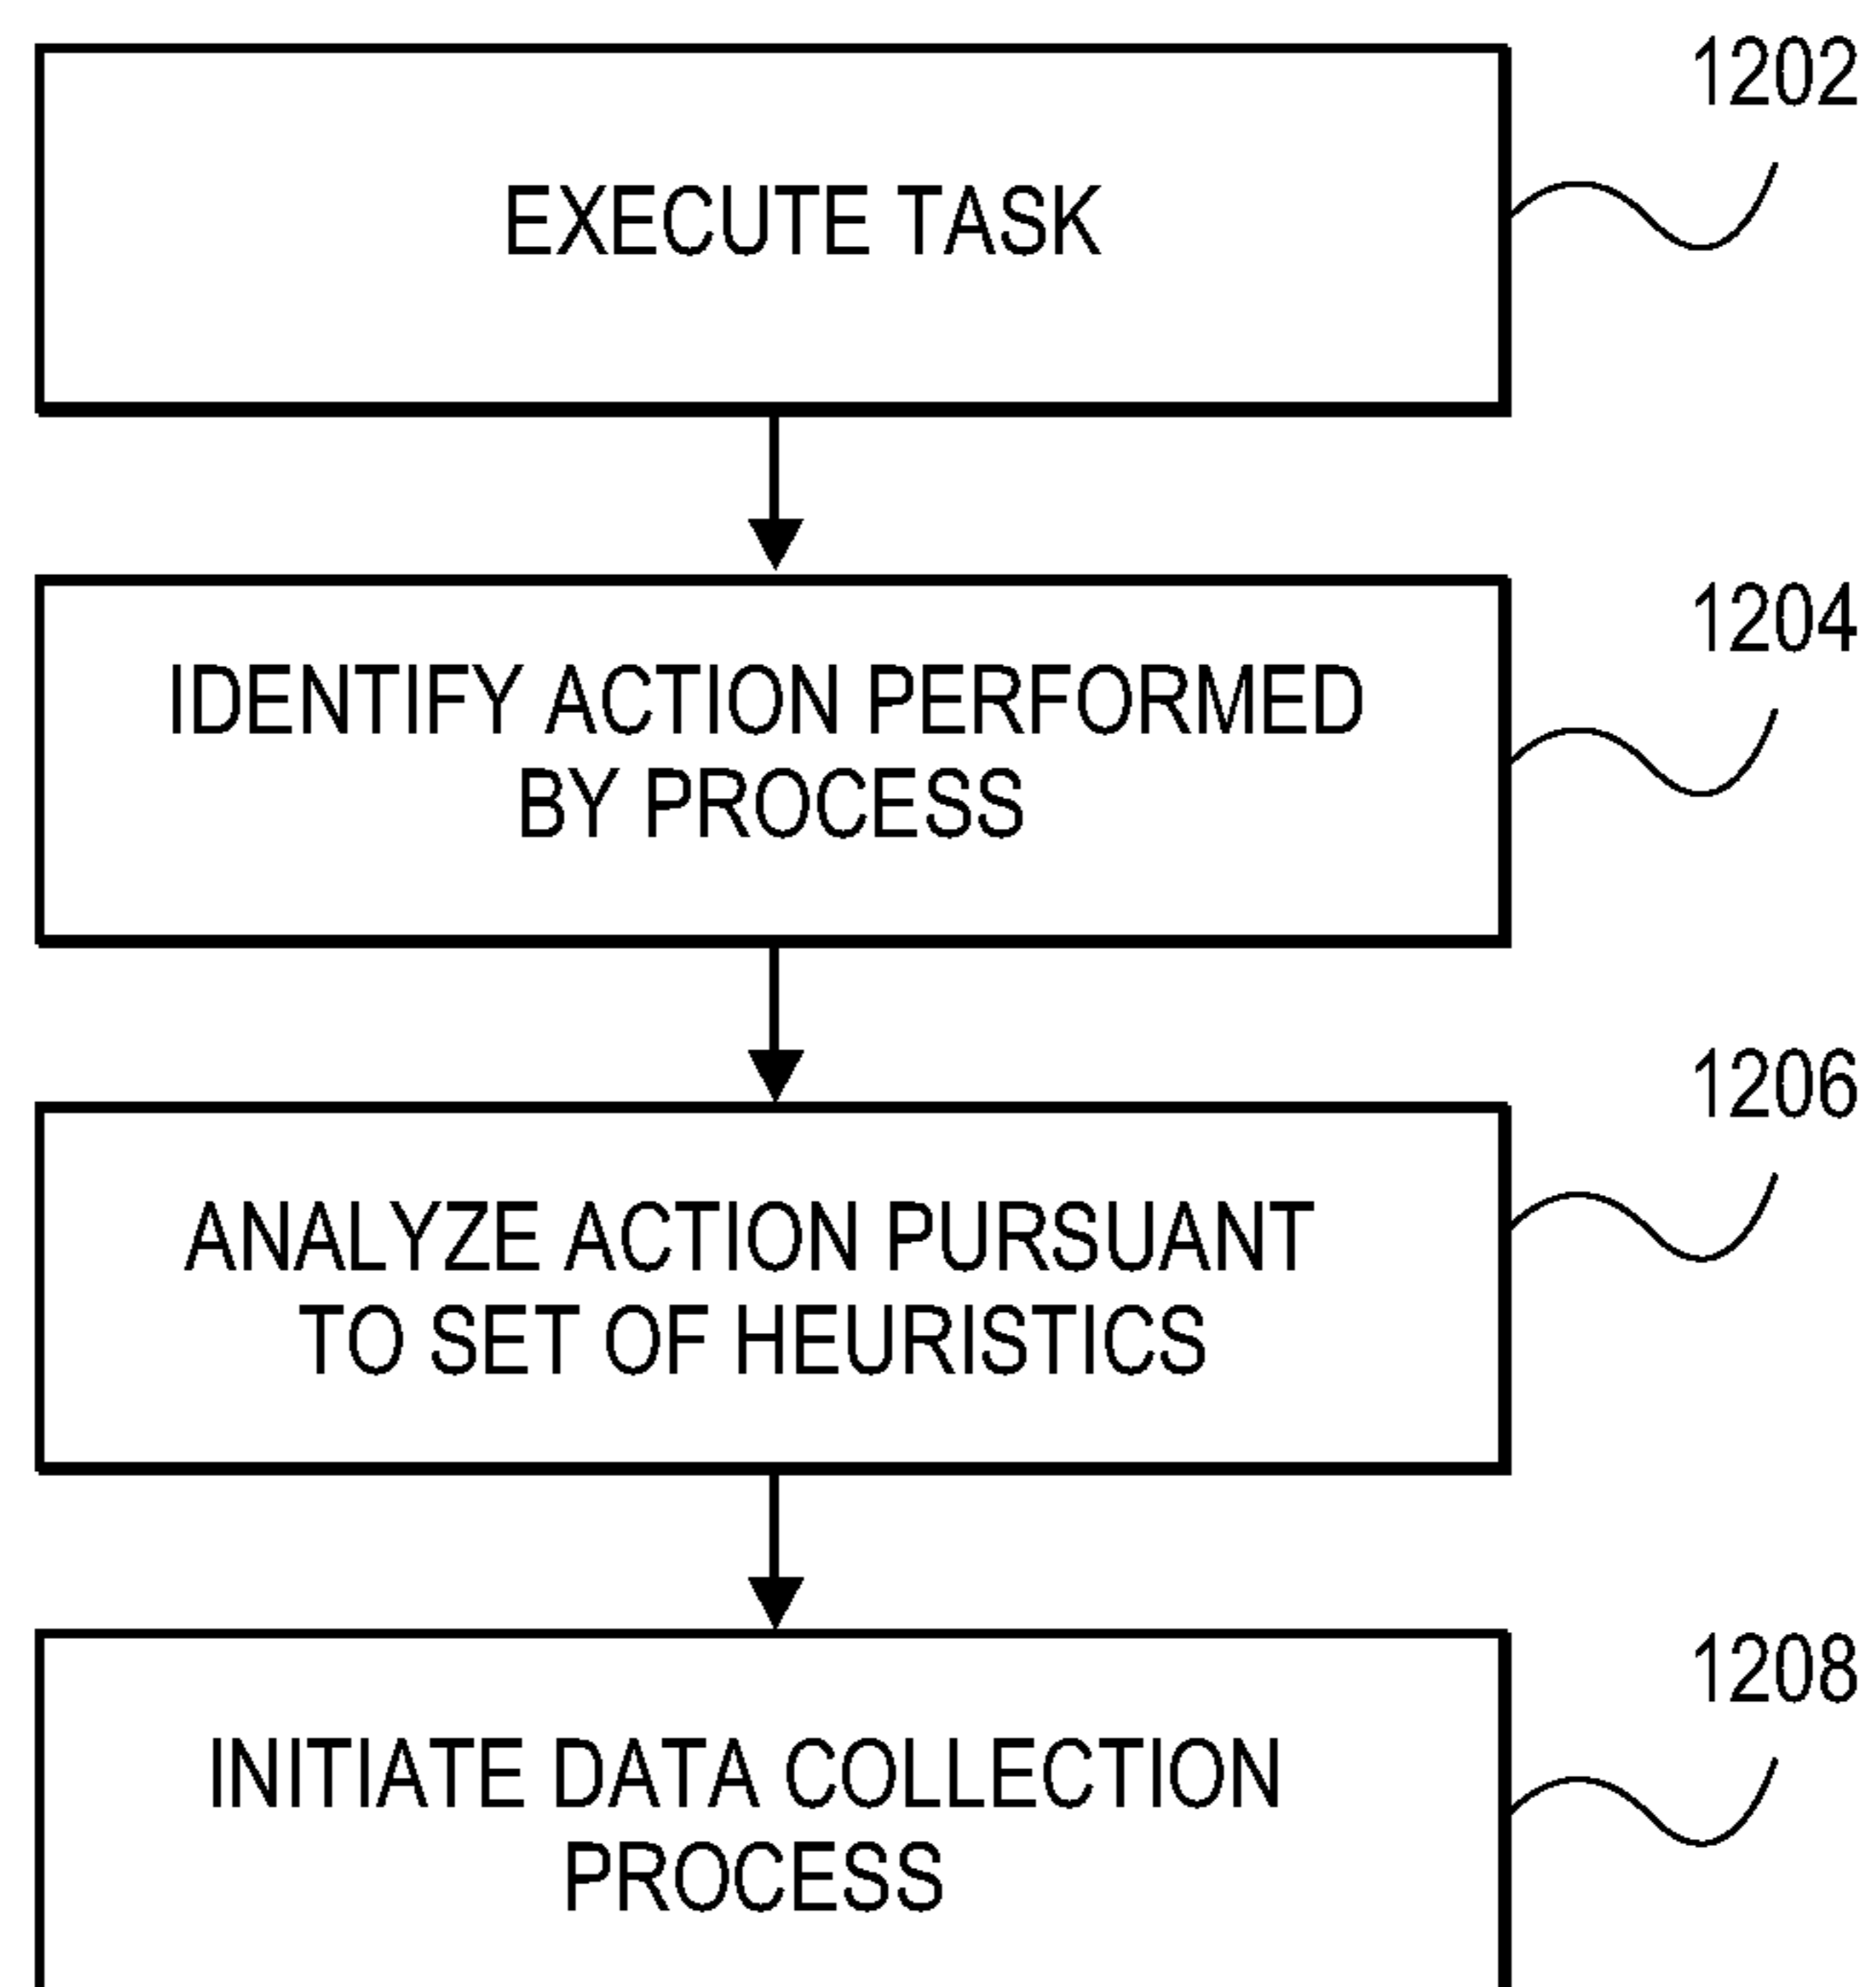 1202
EXECUTE TASK
1204
IDENTIFY ACTION PERFORMED
BY PROCESS
1206
ANALYZE ACTION PURSUANT
TO SET OF HEURISTICS
1208
INITIATE DATA COLLECTION
PROCESS